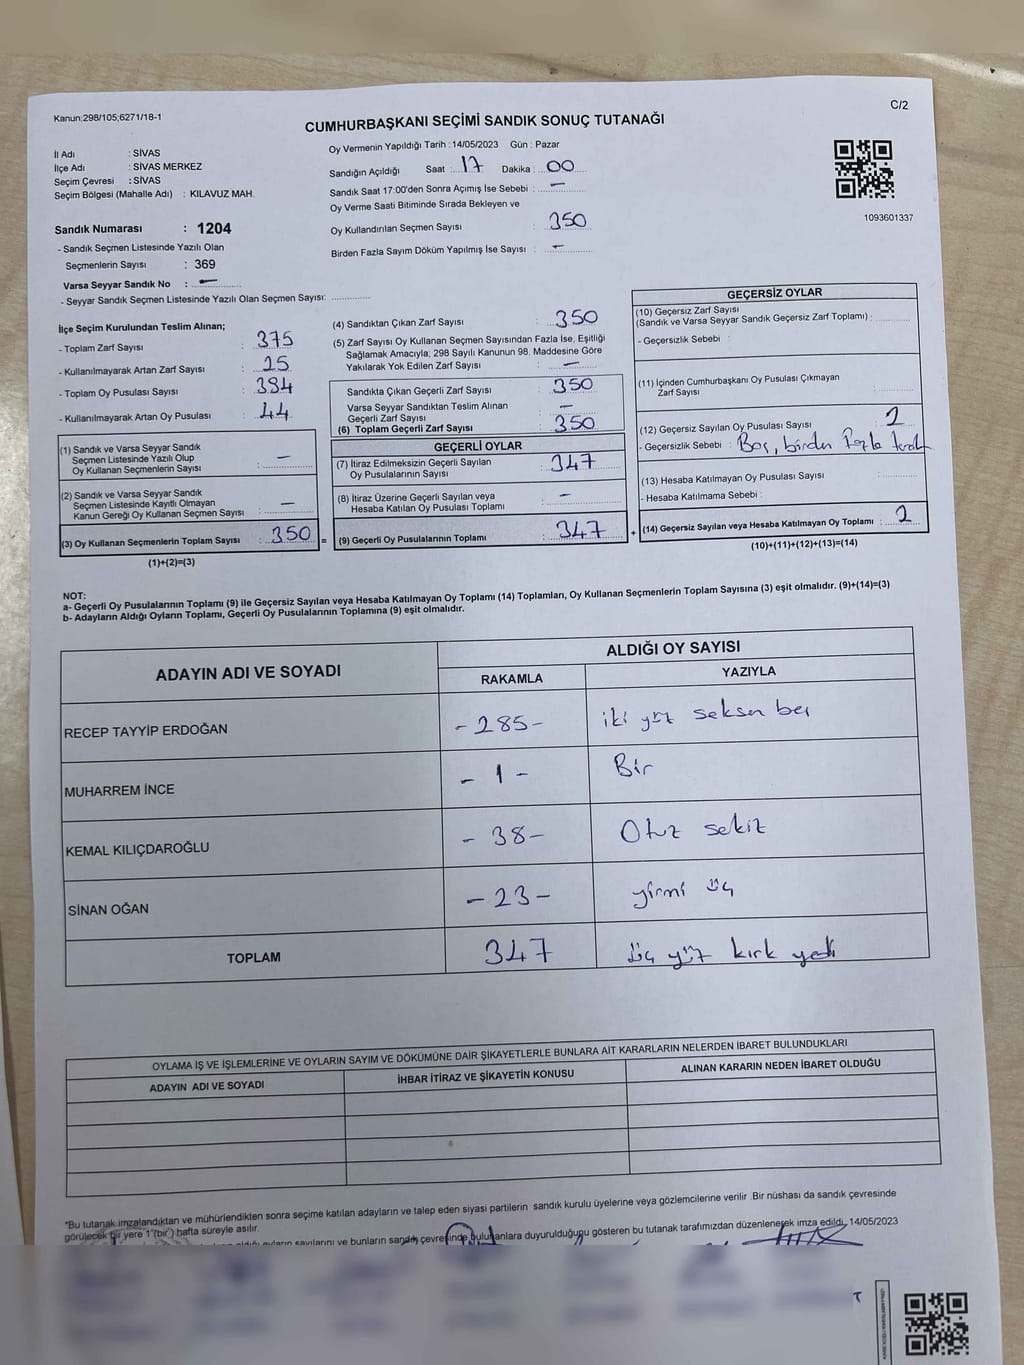 Kanun;298/105;6271/18-1
C/2
CUMHURBAŞKANI SEÇİMİ SANDIK SONUÇ TUTANAĞI
İl Adı : SİVAS
İlçe Adı : SİVAS MERKEZ
Seçim Çevresi : SİVAS
Seçim Bölgesi (Mahalle Adı) : KILAVUZ MAH.
Sandık Numarası : 1204
- Sandık Seçmen Listesinde Yazılı Olan
Seçmenlerin Sayısı : 369
Varsa Seyyar Sandık No : —
- Seyyar Sandık Seçmen Listesinde Yazılı Olan Seçmen Sayısı:
Oy Vermenin Yapıldığı Tarih : 14/05/2023 Gün : Pazar
Sandığın Açıldığı Saat : 17 Dakika : 00
Sandık Saat 17:00'den Sonra Açımış İse Sebebi : —
Oy Verme Saati Bitiminde Sırada Bekleyen ve
Oy Kullandırılan Seçmen Sayısı : 350
Birden Fazla Sayım Döküm Yapılmış İse Sayısı : -
1093601337
İlçe Seçim Kurulundan Teslim Alınan;
- Toplam Zarf Sayısı : 375
- Kullanılmayarak Artan Zarf Sayısı : 25
- Toplam Oy Pusulası Sayısı : 394
- Kullanılmayarak Artan Oy Pusulası : 44
(1) Sandık ve Varsa Seyyar Sandık
Seçmen Listesinde Yazılı Olup
Oy Kullanan Seçmenlerin Sayısı : —
(2) Sandık ve Varsa Seyyar Sandık
Seçmen Listesinde Kayıtlı Olmayan
Kanun Gereği Oy Kullanan Seçmen Sayısı : —
(3) Oy Kullanan Seçmenlerin Toplam Sayısı : 350 =
(1)+(2)=(3)
(4) Sandıktan Çıkan Zarf Sayısı : 350
(5) Zarf Sayısı Oy Kullanan Seçmen Sayısından Fazla İse, Eşitliği
Sağlamak Amacıyla; 298 Sayılı Kanunun 98. Maddesine Göre
Yakılarak Yok Edilen Zarf Sayısı : —
Sandıkta Çıkan Geçerli Zarf Sayısı : 350
Varsa Seyyar Sandıktan Teslim Alınan
Geçerli Zarf Sayısı : —
(6) Toplam Geçerli Zarf Sayısı : 350
GEÇERLİ OYLAR
(7) İtiraz Edilmeksizin Geçerli Sayılan
Oy Pusulalarının Sayısı : 347
(8) İtiraz Üzerine Geçerli Sayılan veya
Hesaba Katılan Oy Pusulası Toplamı : —
(9) Geçerli Oy Pusulalarının Toplamı : 347 +
GEÇERSİZ OYLAR
(10) Geçersiz Zarf Sayısı
(Sandık ve Varsa Seyyar Sandık Geçersiz Zarf Toplamı) :
- Geçersizlik Sebebi :
(11) İçinden Cumhurbaşkanı Oy Pusulası Çıkmayan
Zarf Sayısı :
(12) Geçersiz Sayılan Oy Pusulası Sayısı : 2
- Geçersizlik Sebebi : Boş, birden fazla
(13) Hesaba Katılmayan Oy Pusulası Sayısı :
- Hesaba Katılmama Sebebi :
(14) Geçersiz Sayılan veya Hesaba Katılmayan Oy Toplamı : 2
(10)+(11)+(12)+(13)=(14)
NOT:
a- Geçerli Oy Pusulalarının Toplamı (9) ile Geçersiz Sayılan veya Hesaba Katılmayan Oy Toplamı (14) Toplamları, Oy Kullanan Seçmenlerin Toplam Sayısına (3) eşit olmalıdır. (9)+(14)=(3)
b- Adayların Aldığı Oyların Toplamı, Geçerli Oy Pusulalarının Toplamına (9) eşit olmalıdır.
ADAYIN ADI VE SOYADI
ALDIĞI OY SAYISI
RAKAMLA YAZIYLA
RECEP TAYYİP ERDOĞAN - 285 - iki yüz seksen beş
MUHARREM İNCE - 1 - Bir
KEMAL KILIÇDAROĞLU - 38 - Otuz sekiz
SİNAN OĞAN - 23 - yirmi üç
TOPLAM 347 üç yüz kırk yedi
OYLAMA İŞ VE İŞLEMLERİNE VE OYLARIN SAYIM VE DÖKÜMÜNE DAİR ŞİKAYETLERLE BUNLARA AİT KARARLARIN NELERDEN İBARET BULUNDUKLARI
ADAYIN ADI VE SOYADI İHBAR İTİRAZ VE ŞİKAYETİN KONUSU ALINAN KARARIN NEDEN İBARET OLDUĞU
*Bu tutanak imzalandıktan ve mühürlendikten sonra seçime katılan adayların ve talep eden siyasi partilerin sandık kurulu üyelerine veya gözlemcilerine verilir .Bir nüshası da sandık çevresinde
görülecek bir yere 1 (bir) hafta süreyle asılır.
oyların sayılarını ve bunların sandık çevresinde bulunanlara duyurulduğunu gösteren bu tutanak tarafımızdan düzenlenerek imza edildi. 14/05/2023